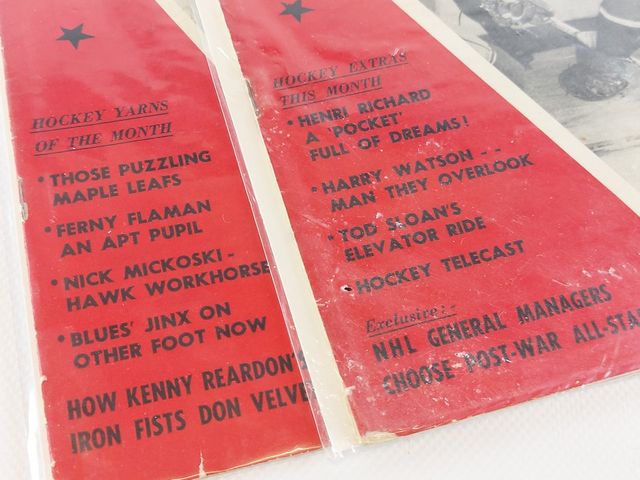 HOCKEY YARNS
OF THE MONTH
• THOSE PUZZLING
MAPLE LEAFS
• FERNY FLAMAN
AN APT PUPIL
• NICK MICKOSKI -
HAWK WORKHORSE
• BLUES' JINX ON
OTHER FOOT NOW
HOW KENNY REARDON'S
IRON FISTS DON VELVE
HOCKEY EXTRAS
THIS MONTH
• HENRI RICHARD
A 'POCKET'
FULL OF DREAMS!
• HARRY WATSON - -
MAN THEY OVERLOOK
• TOD SLOAN'S
ELEVATOR RIDE
• HOCKEY TELECAST
Exclusive: -
NHL GENERAL MANAGERS
CHOOSE POST-WAR ALL-STA